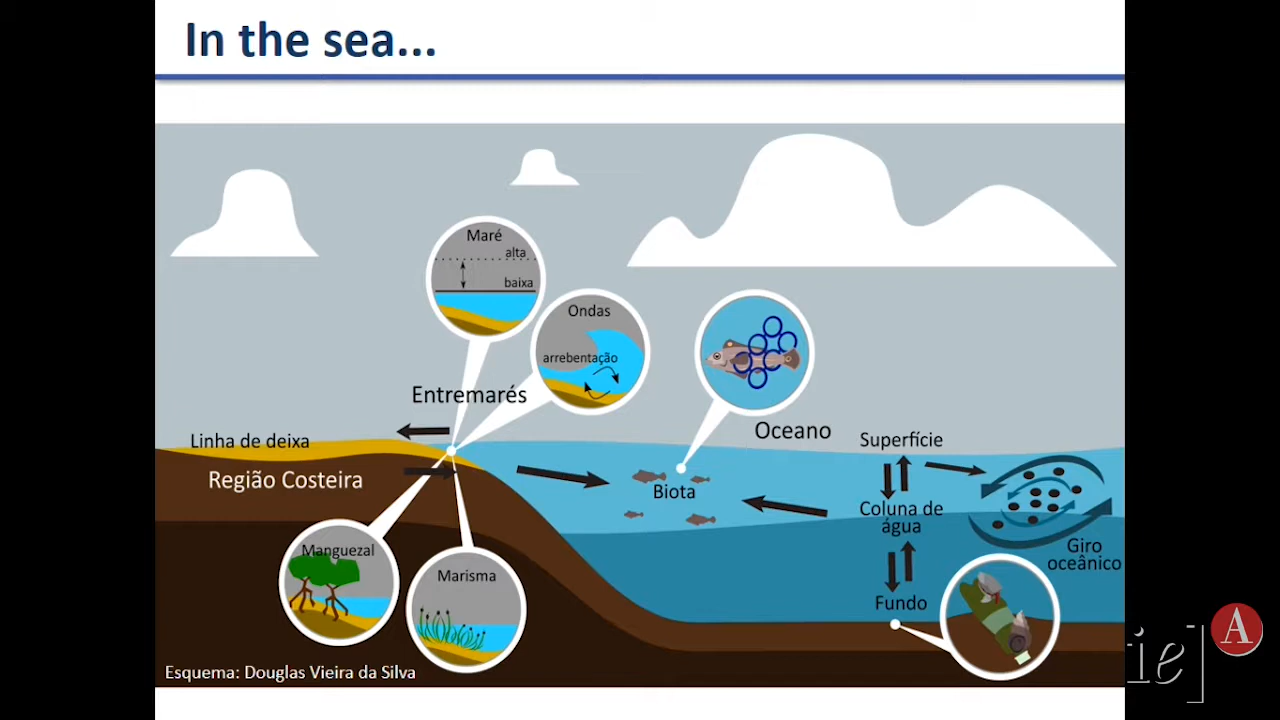 In the sea...
Maré
alta
baixa
Ondas
arrebentação
Entremarés
Linha de deixa
Região Costeira
Oceano
Superfície
Biota
Coluna de
água
Giro
oceânico
Manguezal
Marisma
Fundo
Esquema: Douglas Vieira da Silva
ie]
A